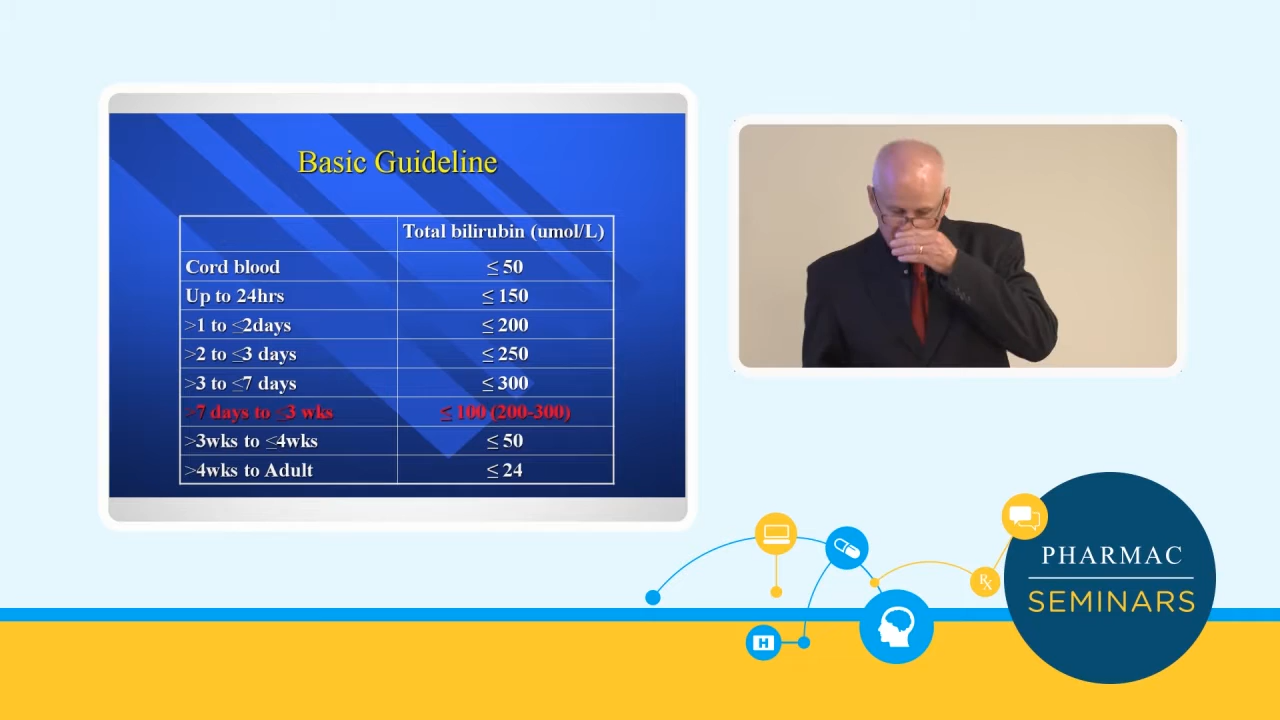 Basic Guideline
Total bilirubin (umol/L)
Cord blood ≤ 50
Up to 24hrs ≤ 150
>1 to ≤2days ≤ 200
>2 to ≤3 days ≤ 250
>3 to ≤7 days ≤ 300
>7 days to ≤3 wks ≤ 100 (200-300)
>3wks to ≤4wks ≤ 50
>4wks to Adult ≤ 24
Rx
H
PHARMAC
SEMINARS